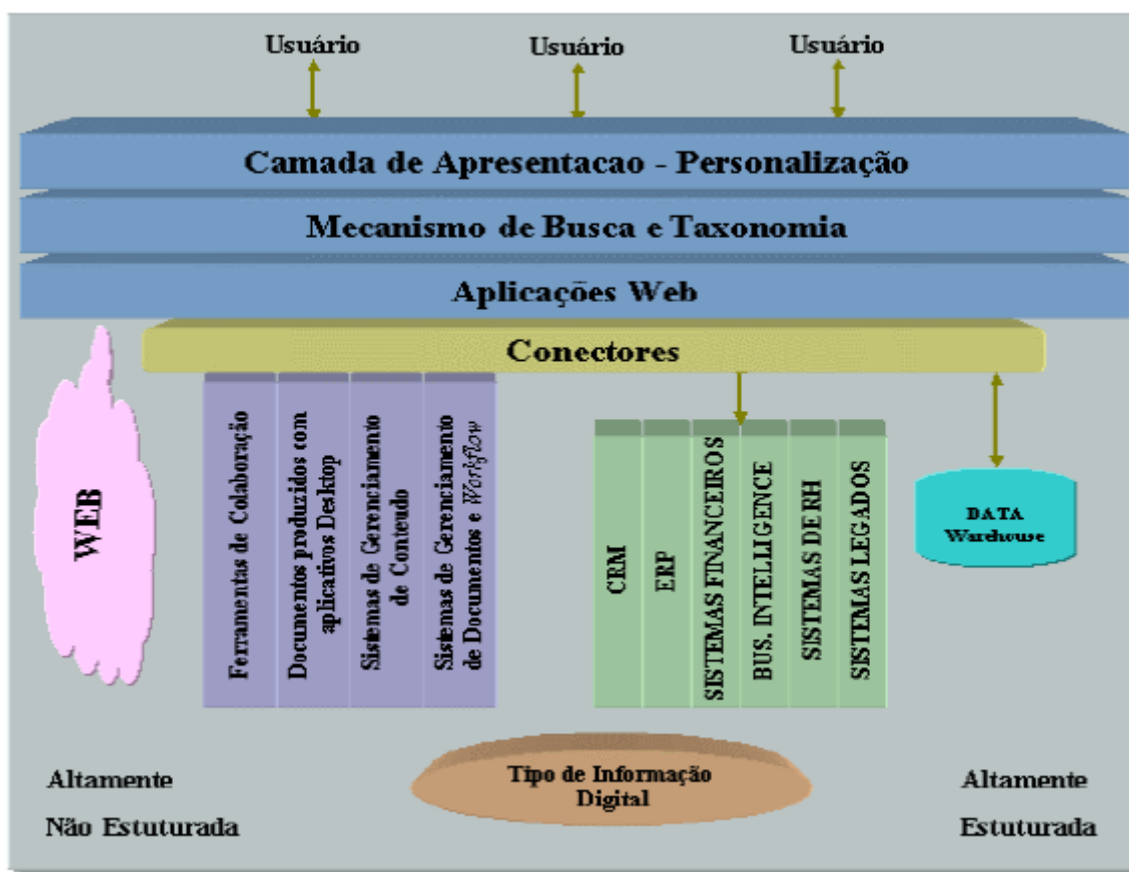 Usuário
Usuário
Usuário
Camada de Apresentacao - Personalização
Mecanismo de Busca e Taxonomia
Aplicações Web
Conectores
WEB
Ferramentas de Colaboração
Documentos produzidos com
aplicativos Desktop
Sistemas de Gerenciamento
de Conteudo
Sistemas de Gerenciamento
de Documentos e Workflow
CRM
ERP
SISTEMAS FINANCEIROS
BUS. INTELLIGENCE
SISTEMAS DE RH
SISTEMAS LEGADOS
DATA
Warehouse
Tipo de Informação
Digital
Altamente
Não Estuturada
Altamente
Estuturada